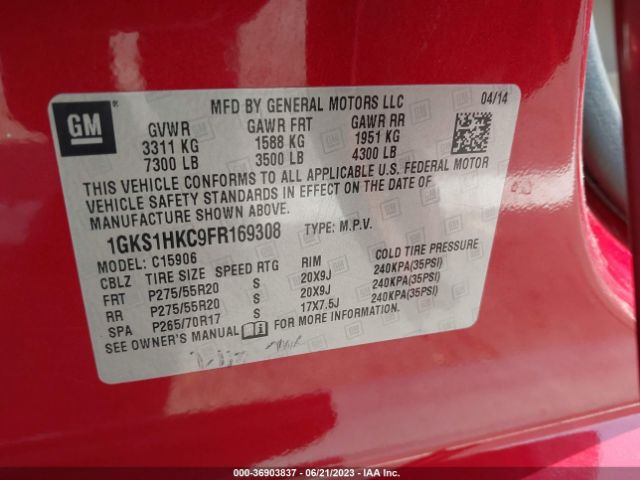 GM
MFD BY GENERAL MOTORS LLC 04/14
GVWR GAWR FRT GAWR RR
3311 KG 1588 KG 1951 KG
7300 LB 3500 LB 4300 LB
THIS VEHICLE CONFORMS TO ALL APPLICABLE U.S. FEDERAL MOTOR
VEHICLE SAFETY STANDARDS IN EFFECT ON THE DATE OF
MANUFACTURE SHOWN ABOVE.
1GKS1HKC9FR169308 TYPE: M.P.V.
MODEL: C15906
CBLZ TIRE SIZE SPEED RTG RIM COLD TIRE PRESSURE
FRT P275/55R20 S 20X9J 240KPA(35PSI)
RR P275/55R20 S 20X9J 240KPA(35PSI)
SPA P265/70R17 S 17X7.5J 240KPA(35PSI)
SEE OWNER'S MANUAL FOR MORE INFORMATION.
000-36903837 - 06/21/2023 - IAA Inc.